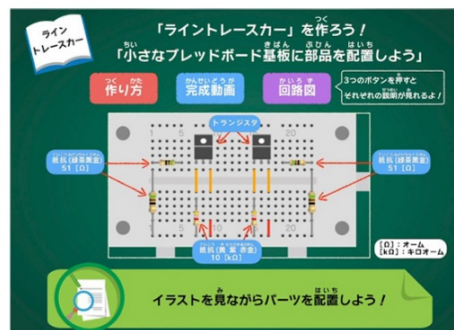 ライン
トレースカー
「ライントレースカー」を作ろう！
「小さなブレッドボード基板に部品を配置しよう」
作り方
完成動画
回路図
3つのボタンを押すと
それぞれの説明が見れるよ！
トランジスタ
1 5 20
抵抗(緑茶黒金)
51 [Ω]
抵抗(緑茶黒金)
51 [Ω]
10 [kΩ]
[Ω]：オーム
[kΩ]：キロオーム
イラストを見ながらパーツを配置しよう！